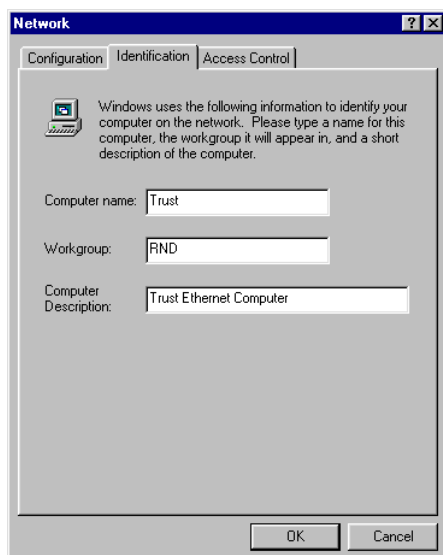 Network
Configuration Identification Access Control
Windows uses the following information to identify your
computer on the network. Please type a name for this
computer, the workgroup it will appear in, and a short
description of the computer.
Computer name: Trust
Workgroup: RND
Computer
Description: Trust Ethernet Computer
OK Cancel